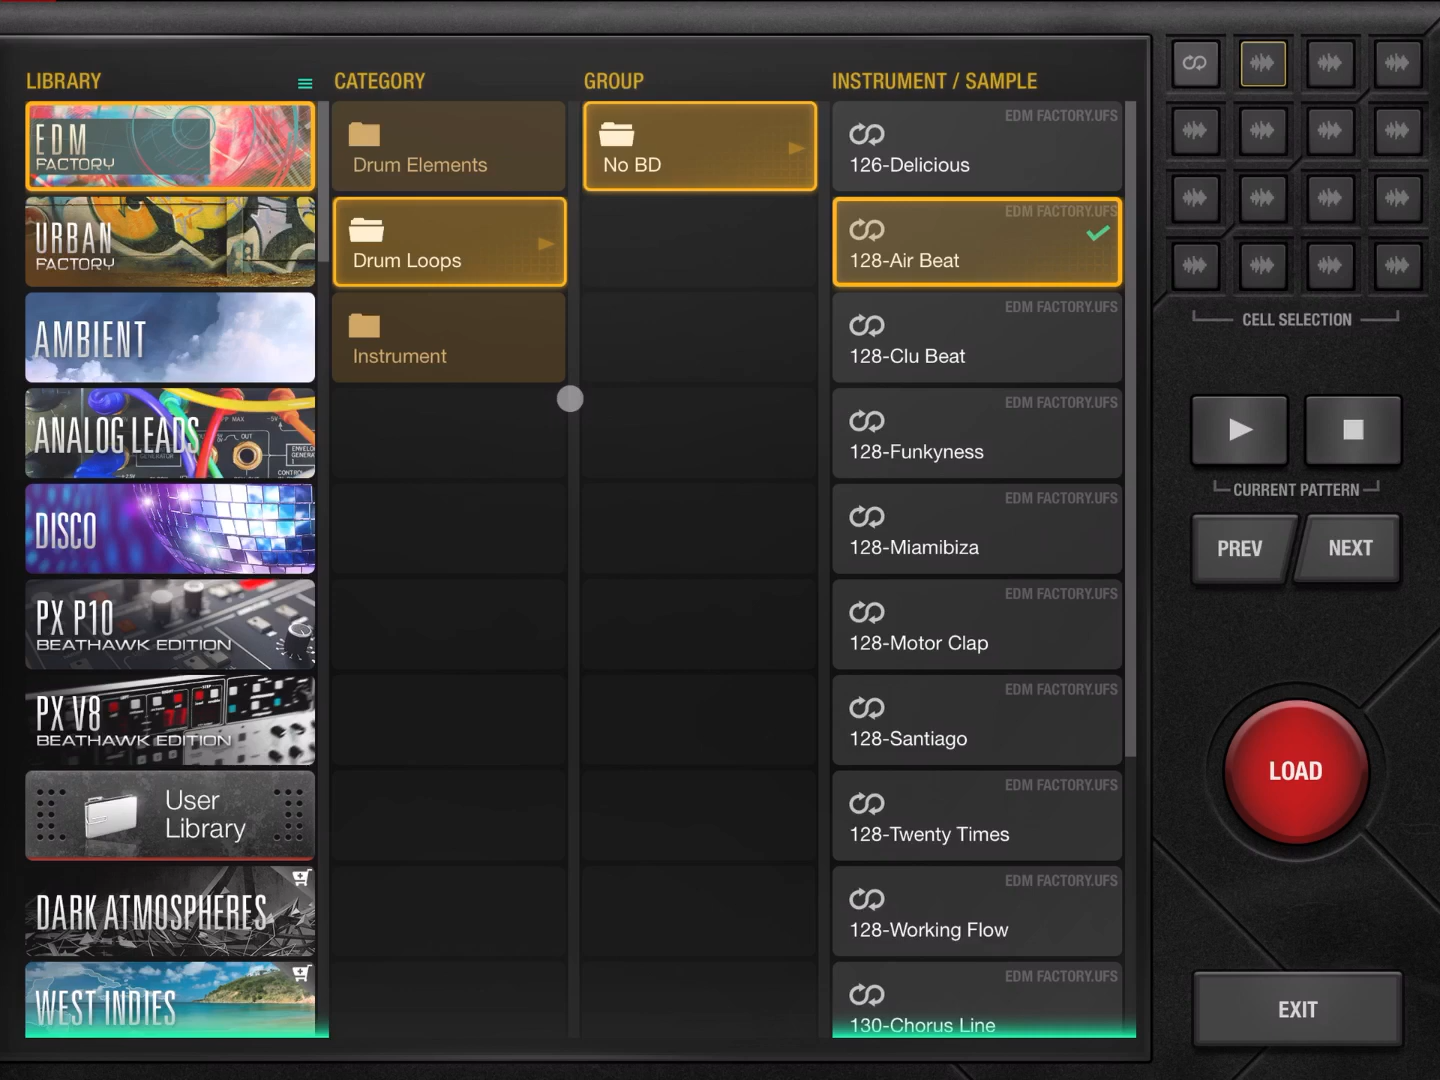 LIBRARY
CATEGORY
GROUP
INSTRUMENT / SAMPLE
EDM
FACTORY
URBAN
FACTORY
AMBIENT
ANALOG LEADS
DISCO
PX P10
BEATHAWK EDITION
PX V8
BEATHAWK EDITION
User
Library
DARK ATMOSPHERES
WEST INDIES
Drum Elements
Drum Loops
Instrument
No BD
EDM FACTORY.UFS
126-Delicious
EDM FACTORY.UFS
128-Air Beat
EDM FACTORY.UFS
128-Clu Beat
EDM FACTORY.UFS
128-Funkyness
EDM FACTORY.UFS
128-Miamibiza
EDM FACTORY.UFS
128-Motor Clap
EDM FACTORY.UFS
128-Santiago
EDM FACTORY.UFS
128-Twenty Times
EDM FACTORY.UFS
128-Working Flow
EDM FACTORY.UFS
130-Chorus Line
CELL SELECTION
CURRENT PATTERN
PREV
NEXT
LOAD
EXIT